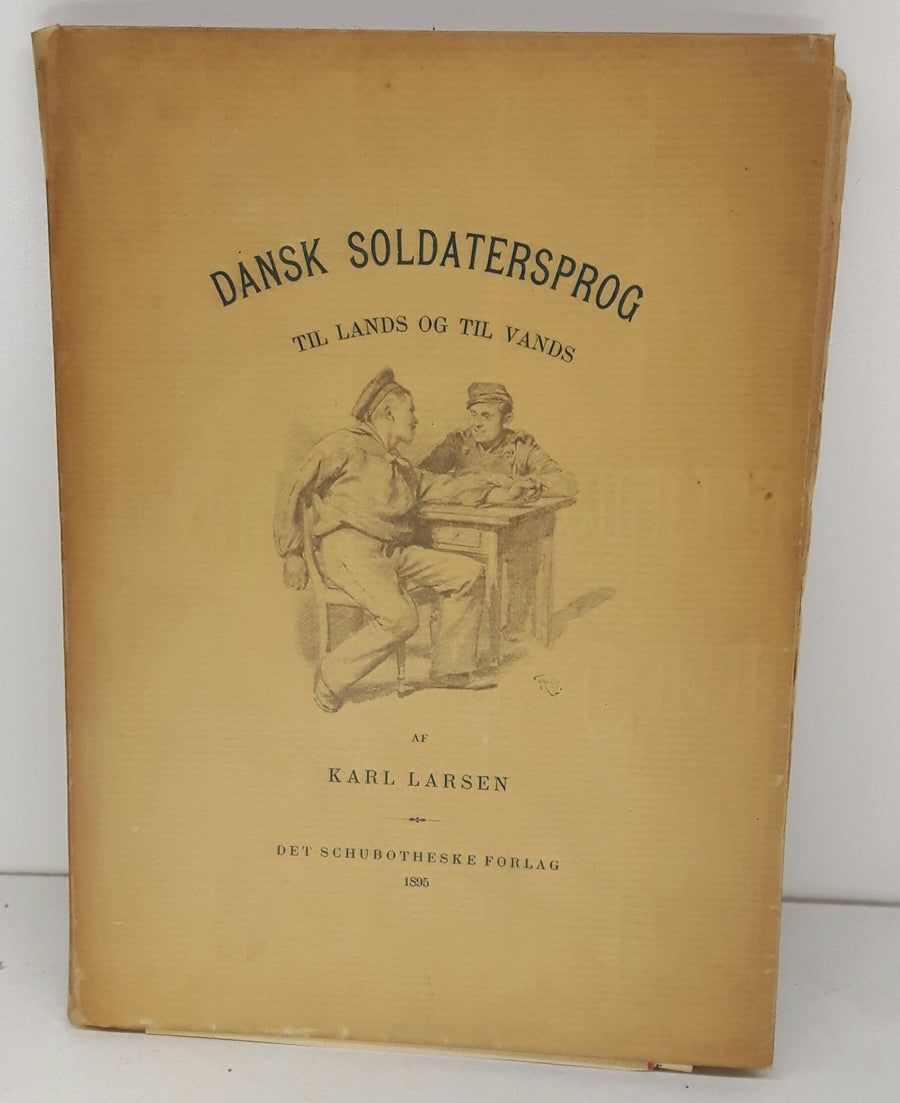 DANSK SOLDATERSPROG
TIL LANDS OG TIL VANDS
AF
KARL LARSEN
DET SCHUBOTHESKE FORLAG
1895